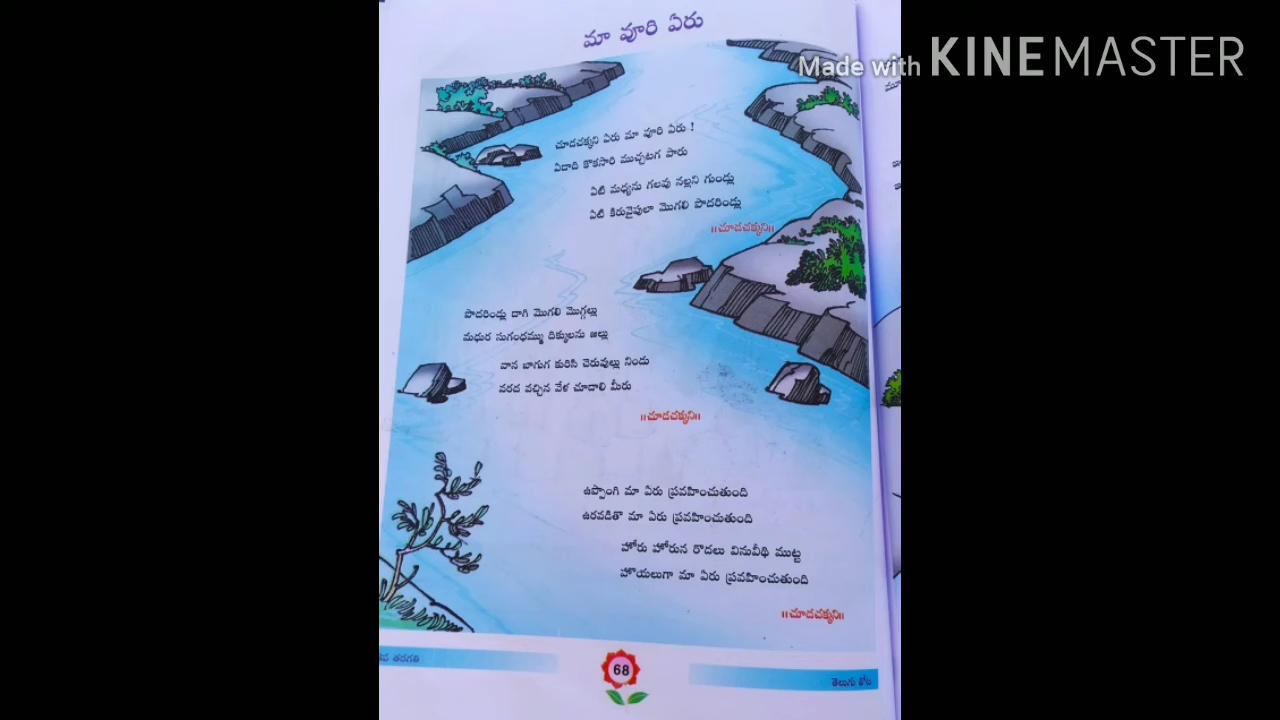 మా వూరి ఏరు
Made with KINEMASTER
చూడచక్కని ఏరు మా వూరి ఏరు !
ఏడాది కొకసారి ముచ్చటగ పారు
ఏటి మధ్యను గలవు నల్లని గుండ్లు
ఏటి కిరువైపులా మొగలి పొదరిండ్లు
॥చూడచక్కని॥
పొదరిండ్లు దాగి మొగలి మొగ్గల్లు
మధుర సుగంధమ్ము దిక్కులను జల్లు
వాన బాగుగ కురిసి చెరువుల్లు నిండు
వరద వచ్చిన వేళ చూడాలి మీరు
॥చూడచక్కని॥
ఉప్పొంగి మా ఏరు ప్రవహించుతుంది
ఉరవడితొ మా ఏరు ప్రవహించుతుంది
హోరు హోరున రొదలు వినువీథి ముట్ట
హొయలుగా మా ఏరు ప్రవహించుతుంది
॥చూడచక్కని॥
తరగతి
68
తెలుగు తోట